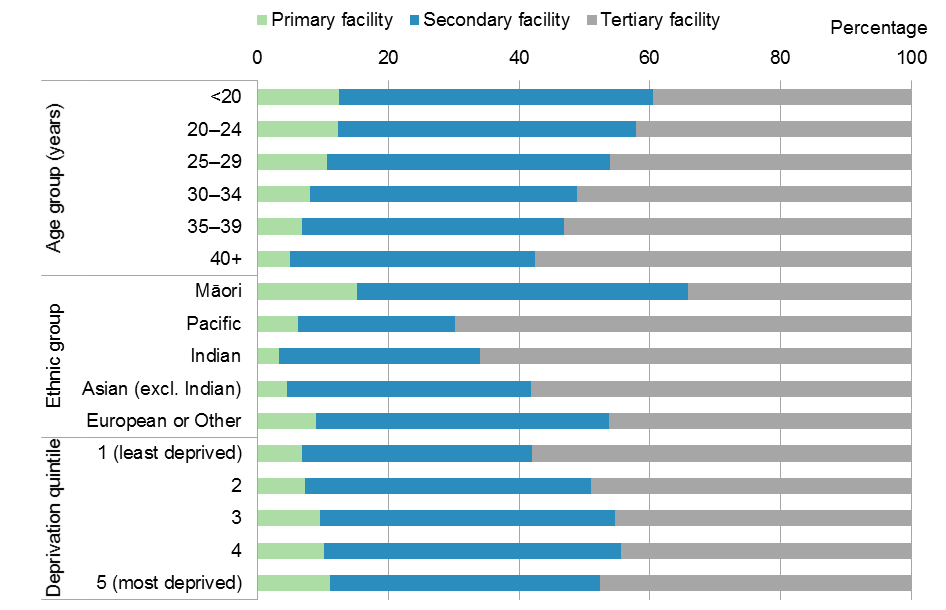 Primary facility Secondary facility Tertiary facility
Percentage
0 20 40 60 80 100
Age group (years)
<20
20–24
25–29
30–34
35–39
40+
Ethnic group
Māori
Pacific
Indian
Asian (excl. Indian)
European or Other
Deprivation quintile
1 (least deprived)
2
3
4
5 (most deprived)